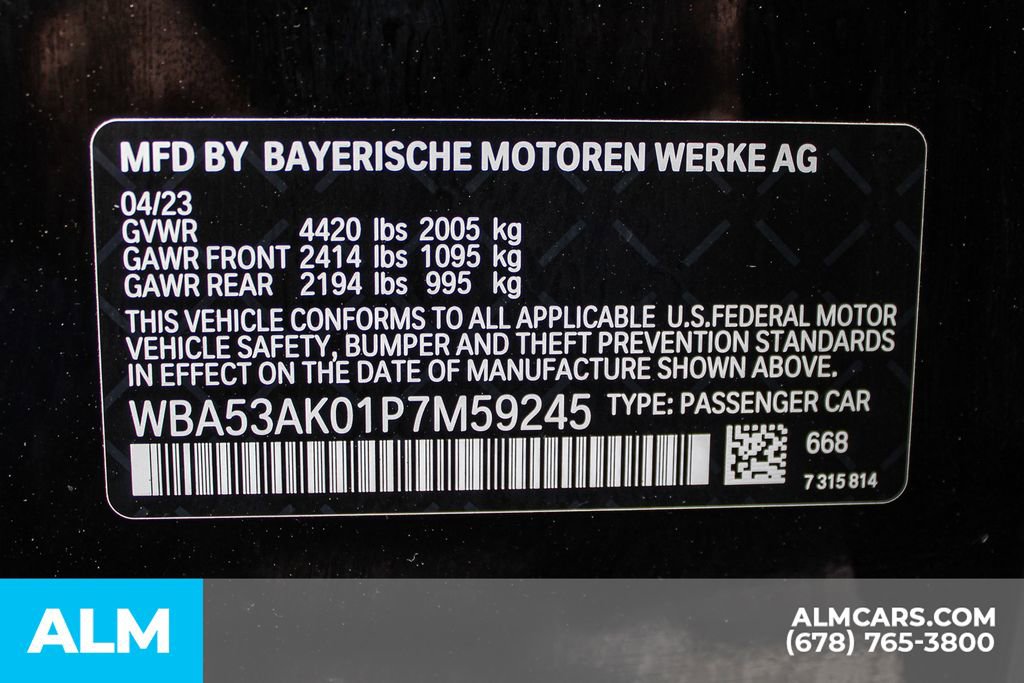 MFD BY BAYERISCHE MOTOREN WERKE AG
04/23
GVWR 4420 lbs 2005 kg
GAWR FRONT 2414 lbs 1095 kg
GAWR REAR 2194 lbs 995 kg
THIS VEHICLE CONFORMS TO ALL APPLICABLE U.S.FEDERAL MOTOR
VEHICLE SAFETY, BUMPER AND THEFT PREVENTION STANDARDS
IN EFFECT ON THE DATE OF MANUFACTURE SHOWN ABOVE.
WBA53AK01P7M59245 TYPE: PASSENGER CAR
668
7 315 814
ALM
ALMCARS.COM
(678) 765-3800